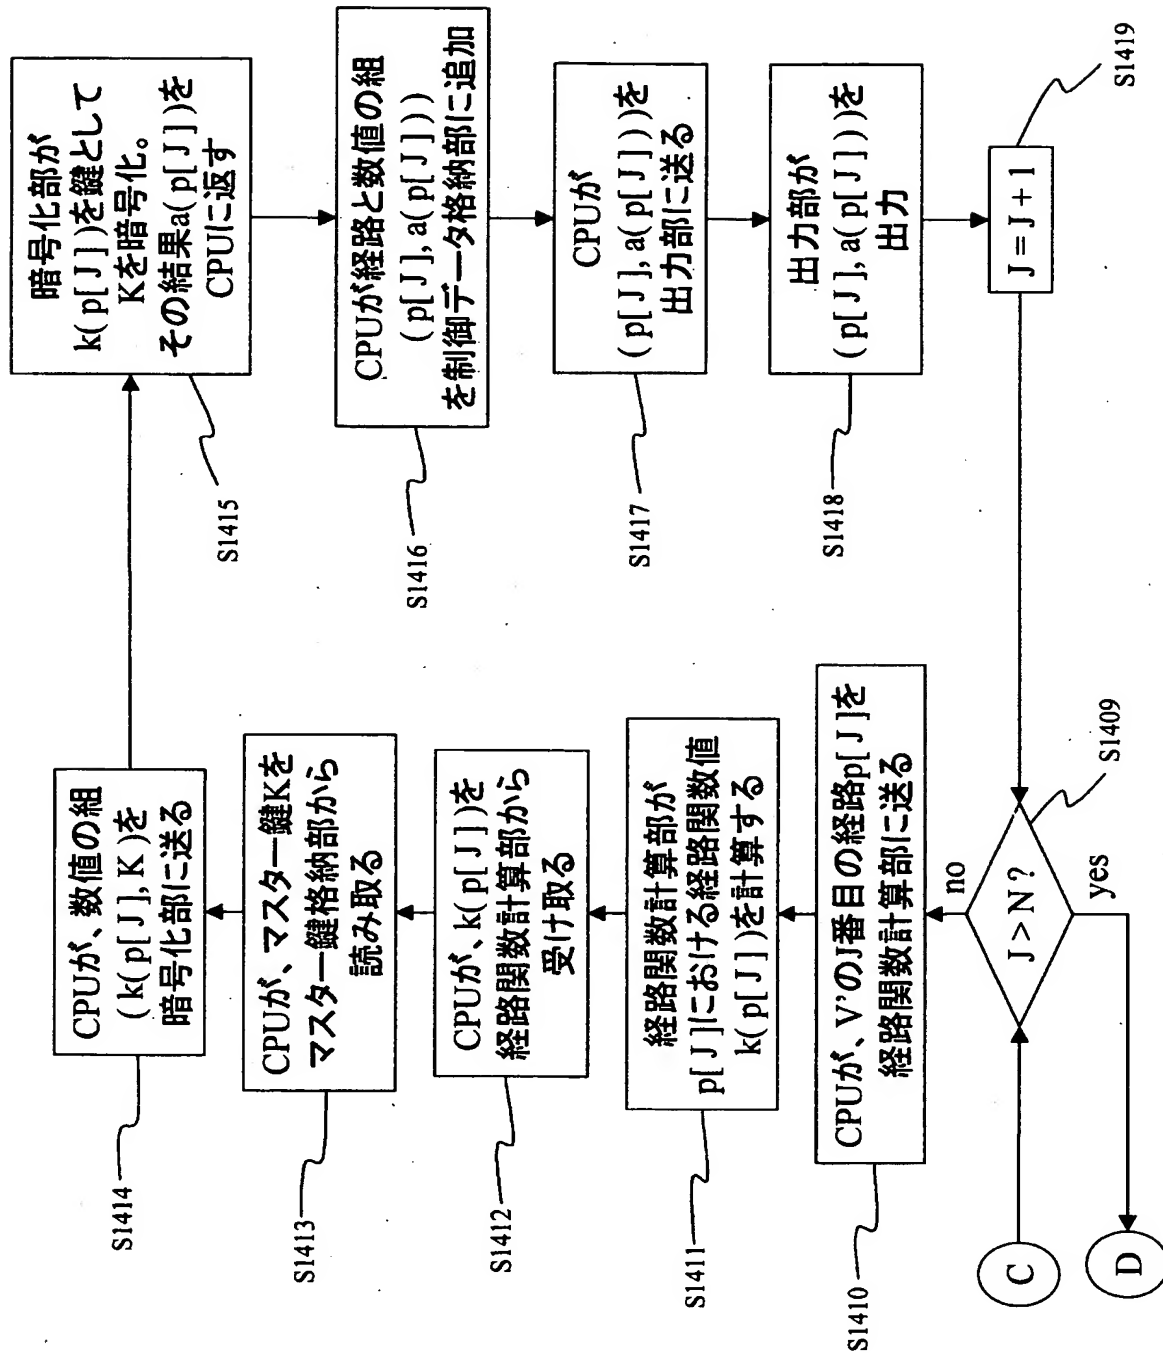 C
D
J>N?
S1409
no
yes
CPUが、V'のJ番目の経路p[J]を
経路関数計算部に送る
S1410
経路関数計算部が
p[J]における経路関数値
k(p[J])を計算する
S1411
CPUが、k(p[J])を
経路関数計算部から
受け取る
S1412
CPUが、マスター鍵Kを
マスター鍵格納部から
読み取る
S1413
CPUが、数値の組
(k(p[J],K)を
暗号化部に送る
S1414
暗号化部が
k(p[J])を鍵として
Kを暗号化。
その結果a(p[J])を
CPUに返す
S1415
CPUが経路と数値の組
(p[J],a(p[J]))
を制御データ格納部に追加
S1416
CPUが
(p[J],a(p[J]))を
出力部に送る
S1417
出力部が
(p[J],a(p[J]))を
出力
S1418
J=J+1
S1419